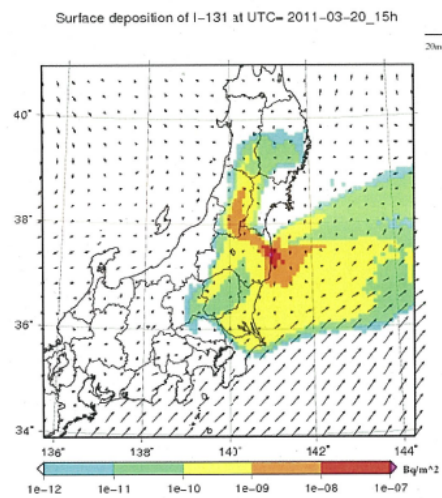 Surface deposition of I-131 at UTC= 2011-03-20_15h
20m
40°
38°
36°
34°
136° 138° 140° 142° 144°
Bq/m^2
1e-12 1e-11 1e-10 1e-09 1e-08 1e-07